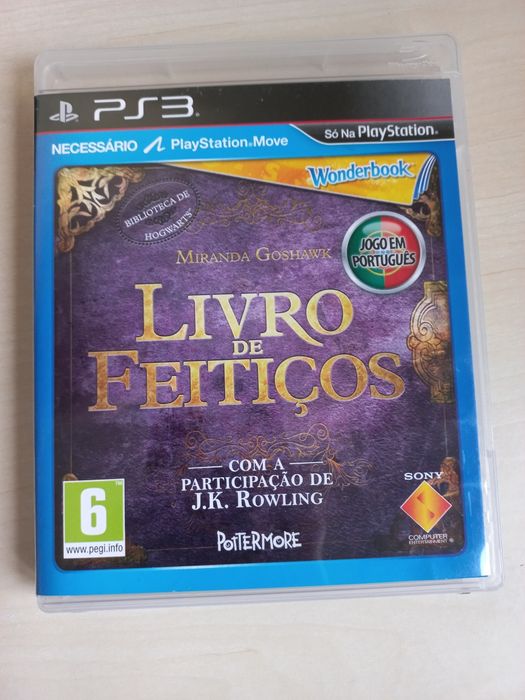 PS3
NECESSÁRIO PlayStation®Move
Só Na PlayStation®
Wonderbook™
BIBLIOTECA DE
HOGWARTS
JOGO EM
PORTUGUÊS
MIRANDA GOSHAWK
LIVRO
DE
FEITIÇOS
COM A
PARTICIPAÇÃO DE
J.K. ROWLING
POTTERMORE
6
www.pegi.info
SONY
COMPUTER
ENTERTAINMENT